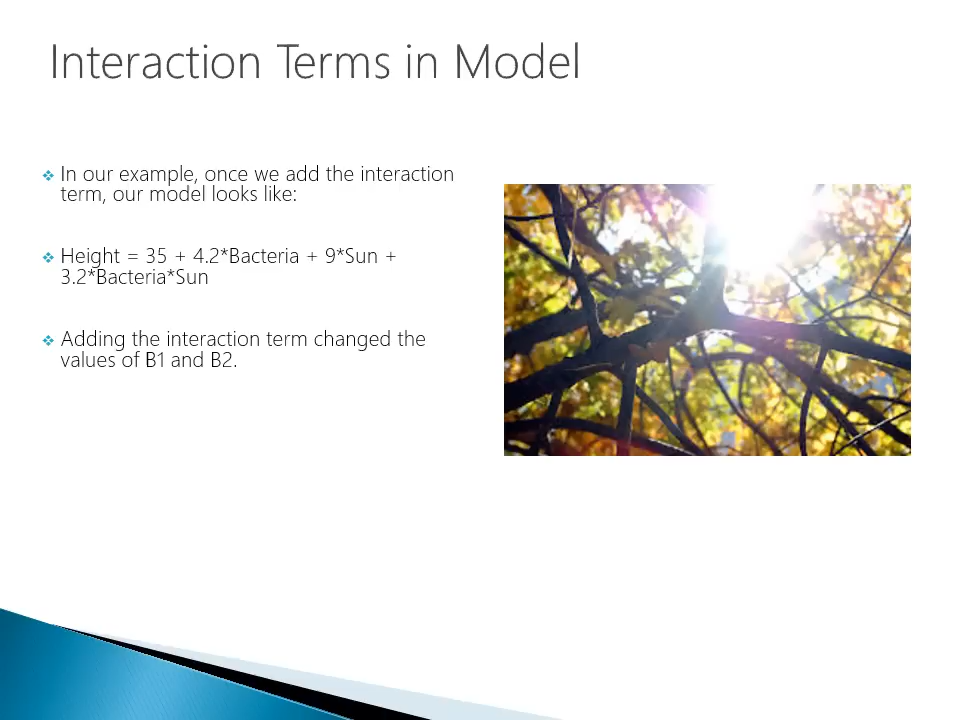 Interaction Terms in Model
❖ In our example, once we add the interaction
term, our model looks like:
❖ Height = 35 + 4.2*Bacteria + 9*Sun +
3.2*Bacteria*Sun
❖ Adding the interaction term changed the
values of B1 and B2.